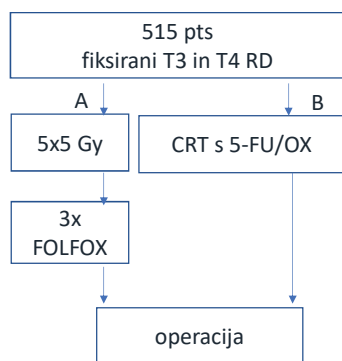 515 pts
fiksirani T3 in T4 RD
A
B
5x5 Gy
CRT s 5-FU/OX
3x
FOLFOX
operacija